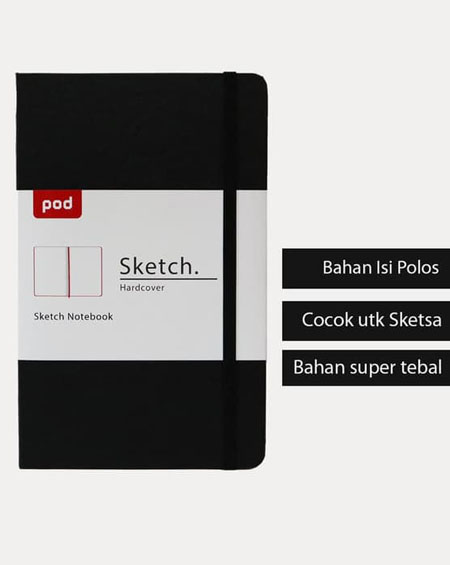 pod
Sketch.
Hardcover
Sketch Notebook
Bahan Isi Polos
Cocok utk Sketsa
Bahan super tebal